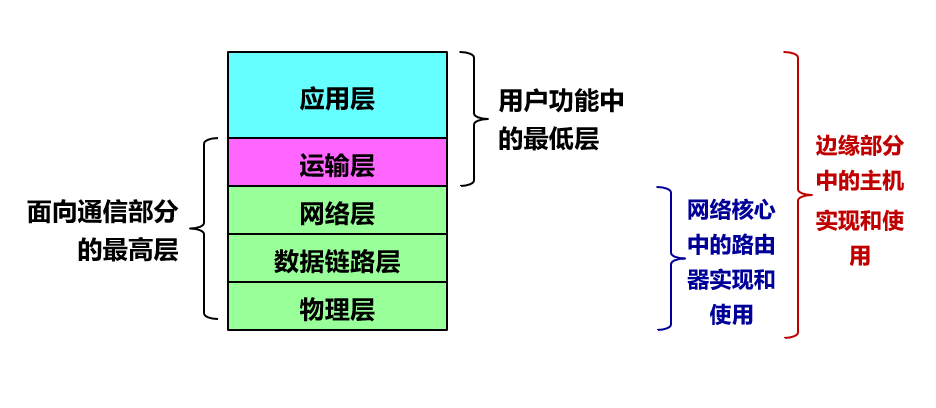 应用层
运输层
网络层
数据链路层
物理层
面向通信部分
的最高层
用户功能中
的最低层
网络核心
中的路由
器实现和
使用
边缘部分
中的主机
实现和使
用